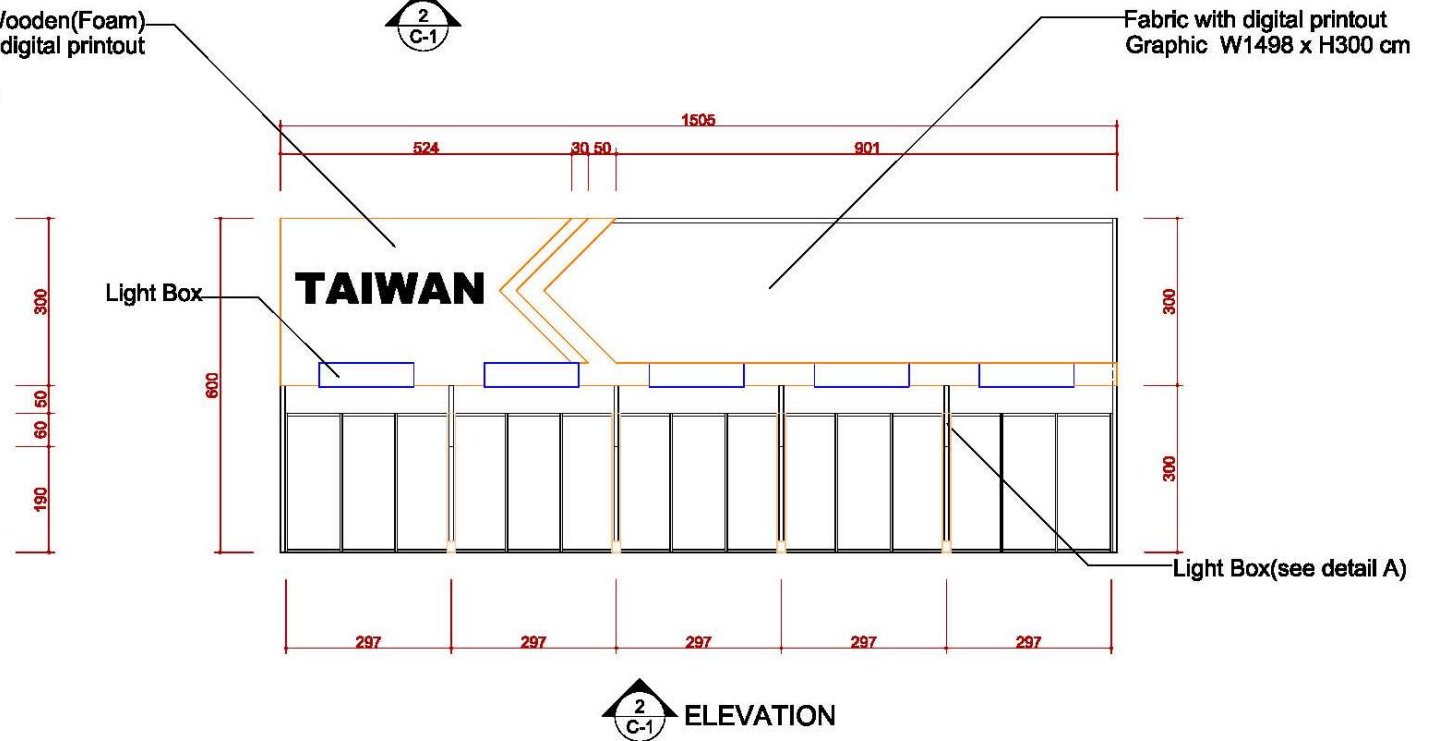 Wooden(Foam)
digital printout
2
C-1
Fabric with digital printout
Graphic W1498 x H300 cm
1505
524
30
50
901
TAIWAN
Light Box
300
50
60
190
600
300
300
Light Box(see detail A)
297
297
297
297
297
2
C-1
ELEVATION